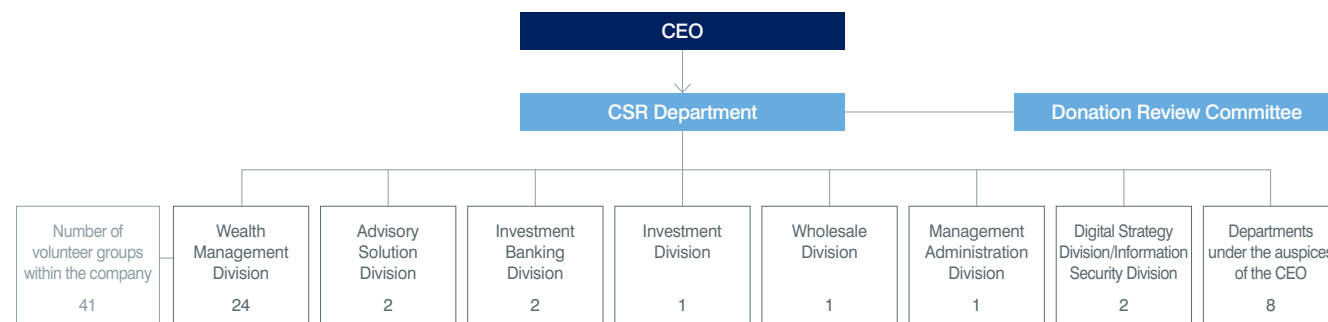 CEO
CSR Department
Donation Review Committee
Number of
volunteer groups
within the company
41
Wealth
Management
Division
24
Advisory
Solution
Division
2
Investment
Banking
Division
2
Investment
Division
1
Wholesale
Division
1
Management
Administration
Division
1
Digital Strategy
Division/Information
Security Division
2
Departments
under the auspices
of the CEO
8